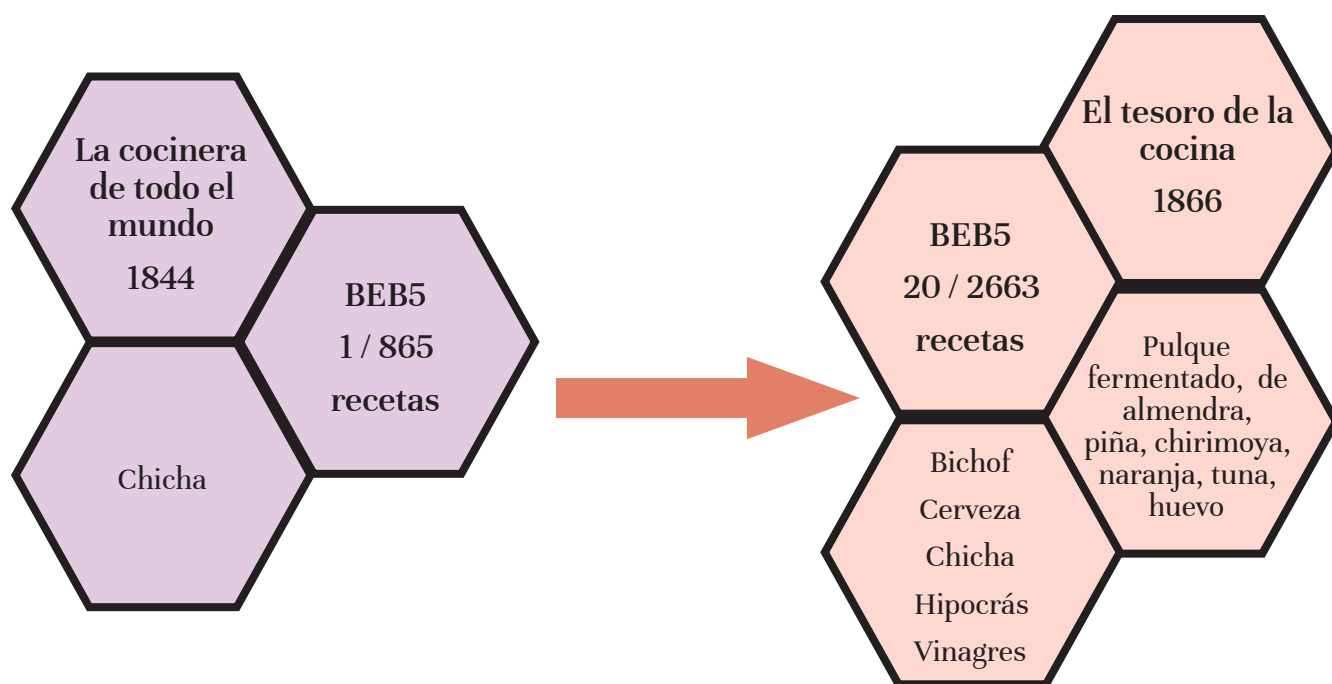 La cocinera
de todo el
mundo
1844
BEB5
1 / 865
recetas
Chicha
El tesoro de la
cocina
1866
BEB5
20 / 2663
recetas
Pulque
fermentado, de
almendra,
piña, chirimoya,
naranja, tuna,
huevo
Bichof
Cerveza
Chicha
Hipocrás
Vinagres